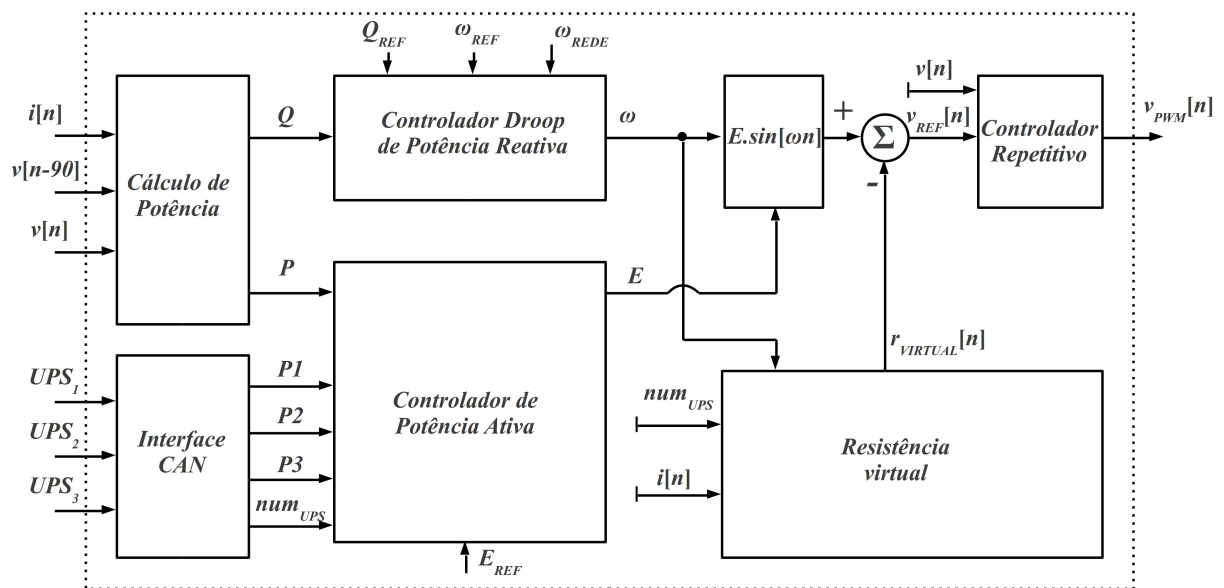 Q_REF
ω_REF
ω_REDE
i[n]
v[n-90]
v[n]
Cálculo de
Potência
Q
Controlador Droop
de Potência Reativa
ω
E.sin[ωn]
+
Σ
-
v[n]
v_REF[n]
Controlador
Repetitivo
v_PWM[n]
P
E
UPS_1
UPS_2
UPS_3
Interface
CAN
P1
P2
P3
num_UPS
Controlador de
Potência Ativa
E_REF
r_VIRTUAL[n]
num_UPS
i[n]
Resistência
virtual